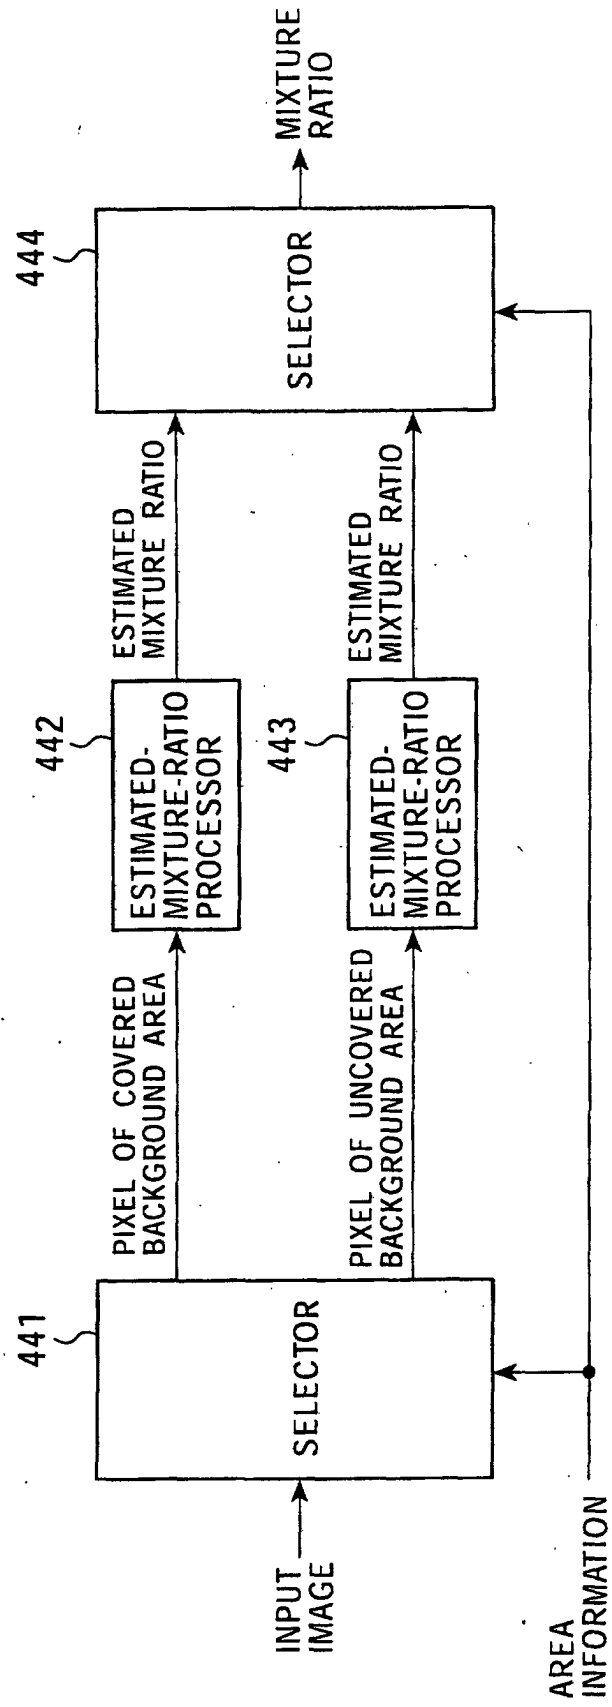 INPUT
IMAGE
AREA
INFORMATION
441
SELECTOR
PIXEL OF COVERED
BACKGROUND AREA
PIXEL OF UNCOVERED
BACKGROUND AREA
442
ESTIMATED-
MIXTURE-RATIO
PROCESSOR
443
ESTIMATED-
MIXTURE-RATIO
PROCESSOR
ESTIMATED
MIXTURE RATIO
ESTIMATED
MIXTURE RATIO
444
SELECTOR
MIXTURE
RATIO